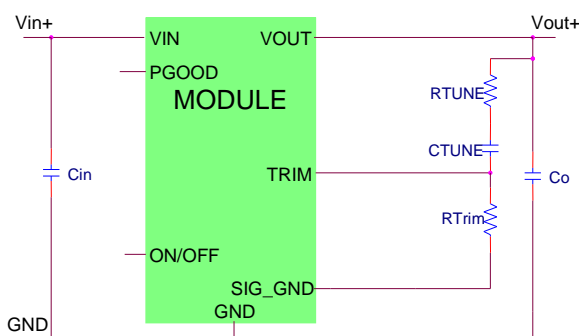 Vin+
Vout+
VIN
VOUT
PGOOD
RTUNE
MODULE
CTUNE
TRIM
Cin
Co
RTrim
ON/OFF
SIG_GND
GND
GND